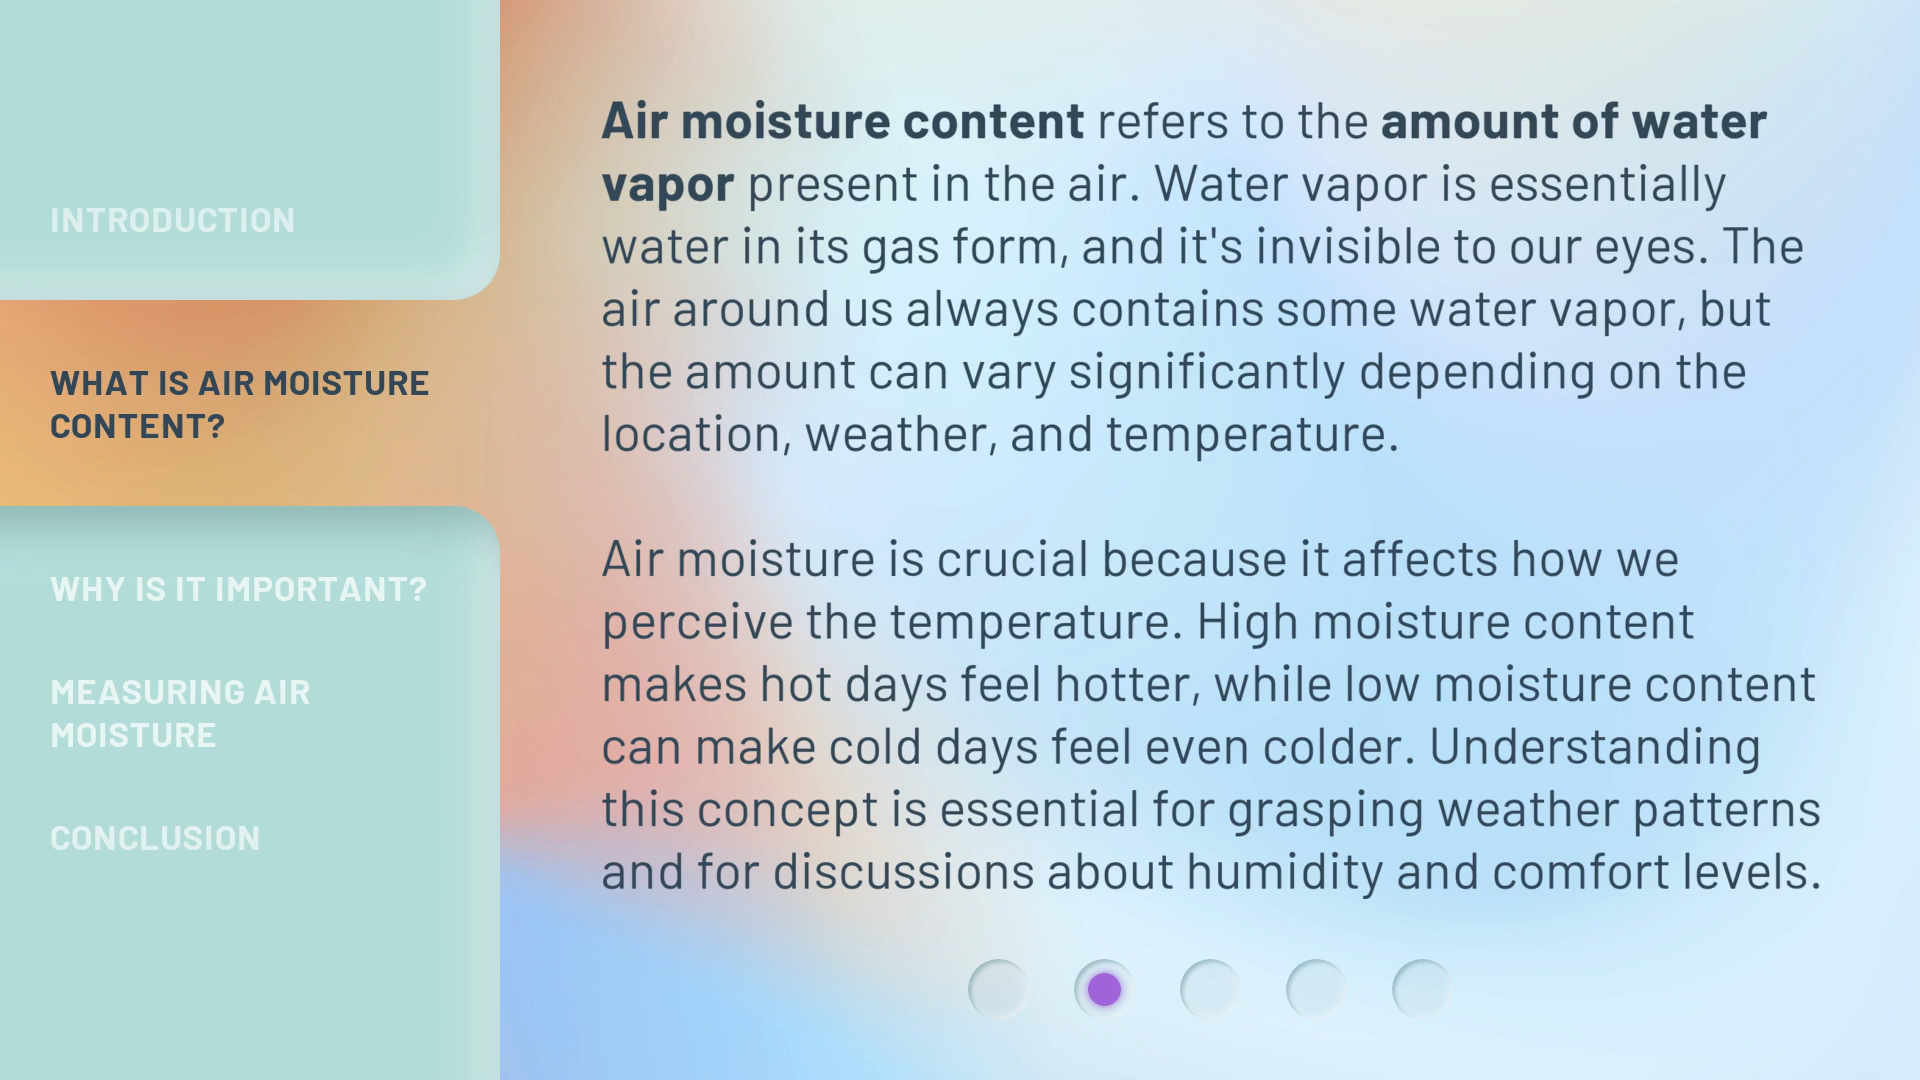 INTRODUCTION
WHAT IS AIR MOISTURE
CONTENT?
WHY IS IT IMPORTANT?
MEASURING AIR
MOISTURE
CONCLUSION
Air moisture content refers to the amount of water
vapor present in the air. Water vapor is essentially
water in its gas form, and it's invisible to our eyes. The
air around us always contains some water vapor, but
the amount can vary significantly depending on the
location, weather, and temperature.
Air moisture is crucial because it affects how we
perceive the temperature. High moisture content
makes hot days feel hotter, while low moisture content
can make cold days feel even colder. Understanding
this concept is essential for grasping weather patterns
and for discussions about humidity and comfort levels.